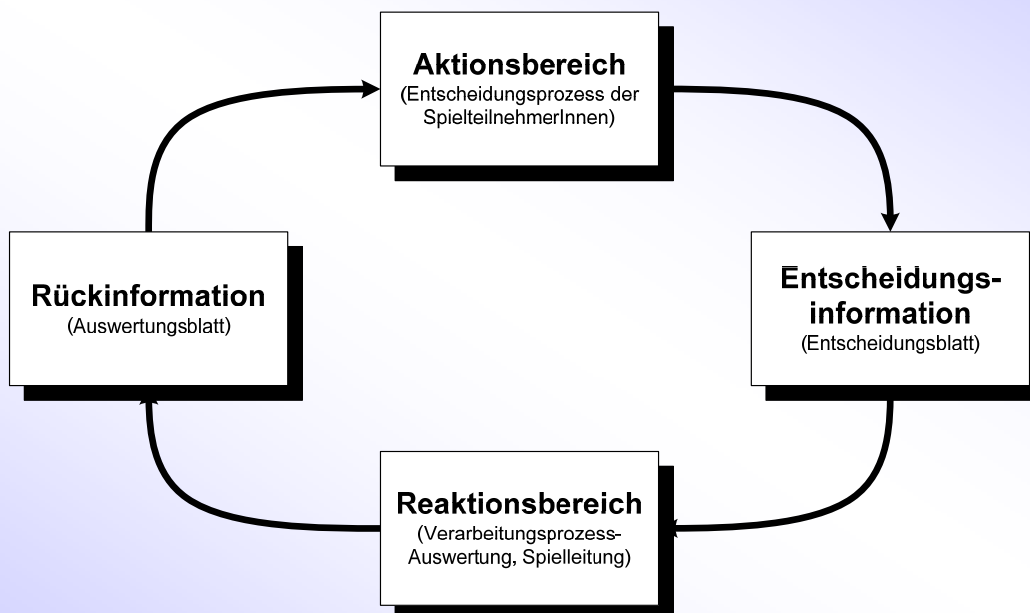 Aktionsbereich
(Entscheidungsprozess der
SpielteilnehmerInnen)
Rückinformation
(Auswertungsblatt)
Entscheidungs-
information
(Entscheidungsblatt)
Reaktionsbereich
(Verarbeitungsprozess-
Auswertung, Spielleitung)